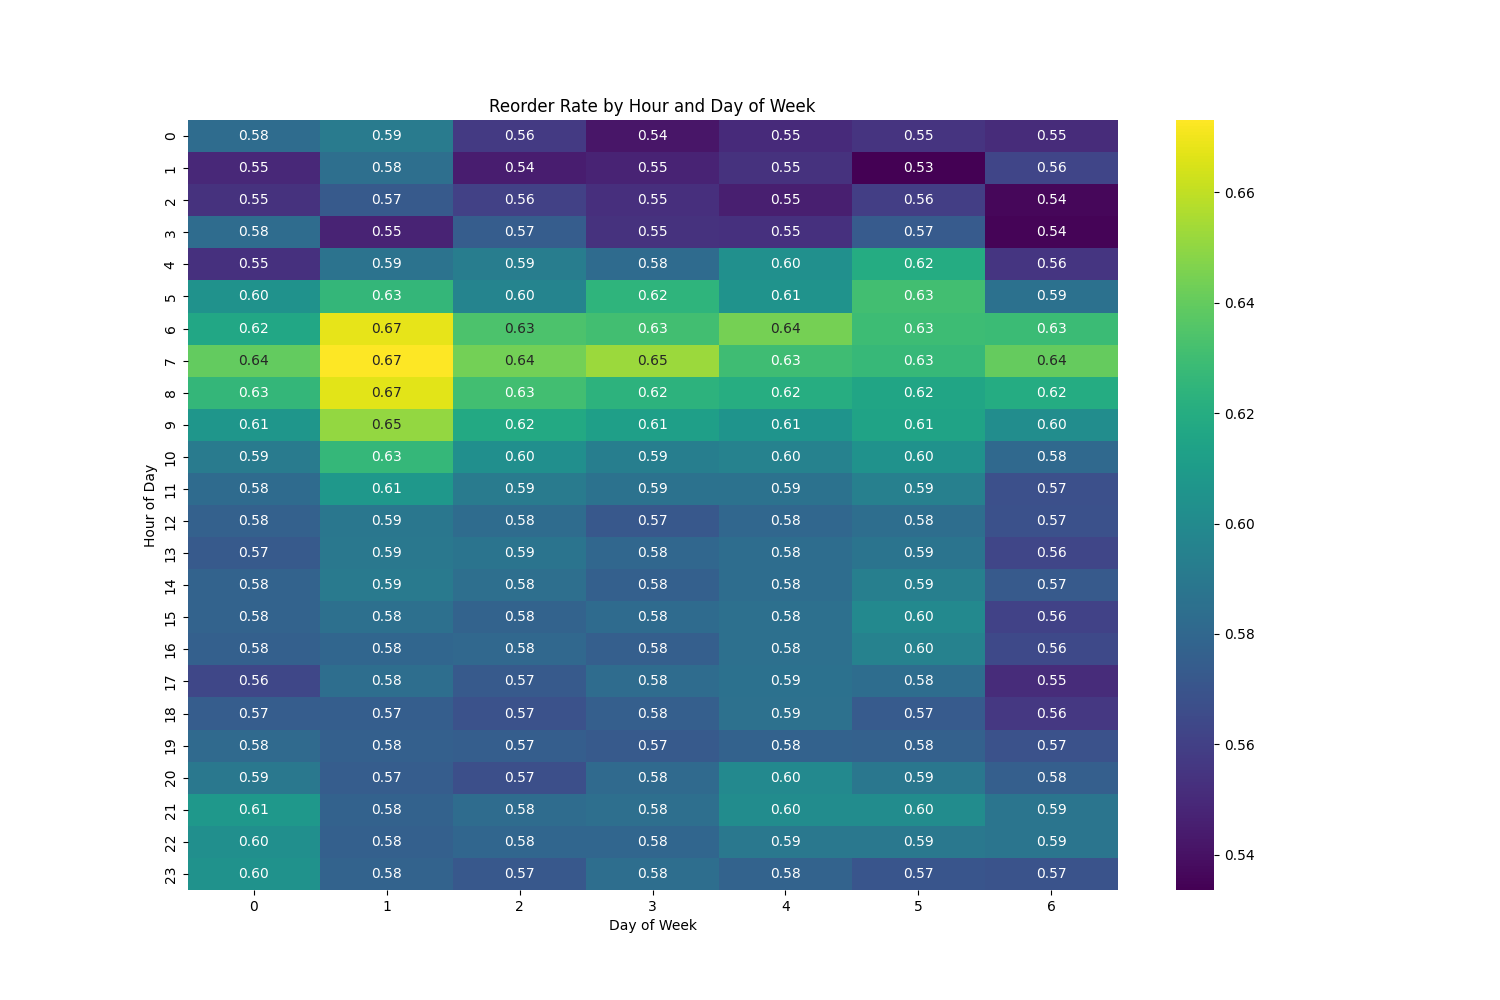 Reorder Rate by Hour and Day of Week
0 0.58 0.59 0.56 0.54 0.55 0.55 0.55
1 0.55 0.58 0.54 0.55 0.55 0.53 0.56
2 0.55 0.57 0.56 0.55 0.55 0.56 0.54
3 0.58 0.55 0.57 0.55 0.55 0.57 0.54
4 0.55 0.59 0.59 0.58 0.60 0.62 0.56
5 0.60 0.63 0.60 0.62 0.61 0.63 0.59
6 0.62 0.67 0.63 0.63 0.64 0.63 0.63
7 0.64 0.67 0.64 0.65 0.63 0.63 0.64
8 0.63 0.67 0.63 0.62 0.62 0.62 0.62
9 0.61 0.65 0.62 0.61 0.61 0.61 0.60
10 0.59 0.63 0.60 0.59 0.60 0.60 0.58
11 0.58 0.61 0.59 0.59 0.59 0.59 0.57
12 0.58 0.59 0.58 0.57 0.58 0.58 0.57
13 0.57 0.59 0.59 0.58 0.58 0.59 0.56
14 0.58 0.59 0.58 0.58 0.58 0.59 0.57
15 0.58 0.58 0.58 0.58 0.58 0.60 0.56
16 0.58 0.58 0.58 0.58 0.58 0.60 0.56
17 0.56 0.58 0.57 0.58 0.59 0.58 0.55
18 0.57 0.57 0.57 0.58 0.59 0.57 0.56
19 0.58 0.58 0.57 0.57 0.58 0.58 0.57
20 0.59 0.57 0.57 0.58 0.60 0.59 0.58
21 0.61 0.58 0.58 0.58 0.60 0.60 0.59
22 0.60 0.58 0.58 0.58 0.59 0.59 0.59
23 0.60 0.58 0.57 0.58 0.58 0.57 0.57
0 1 2 3 4 5 6
Day of Week
Hour of Day
0.66
0.64
0.62
0.60
0.58
0.56
0.54